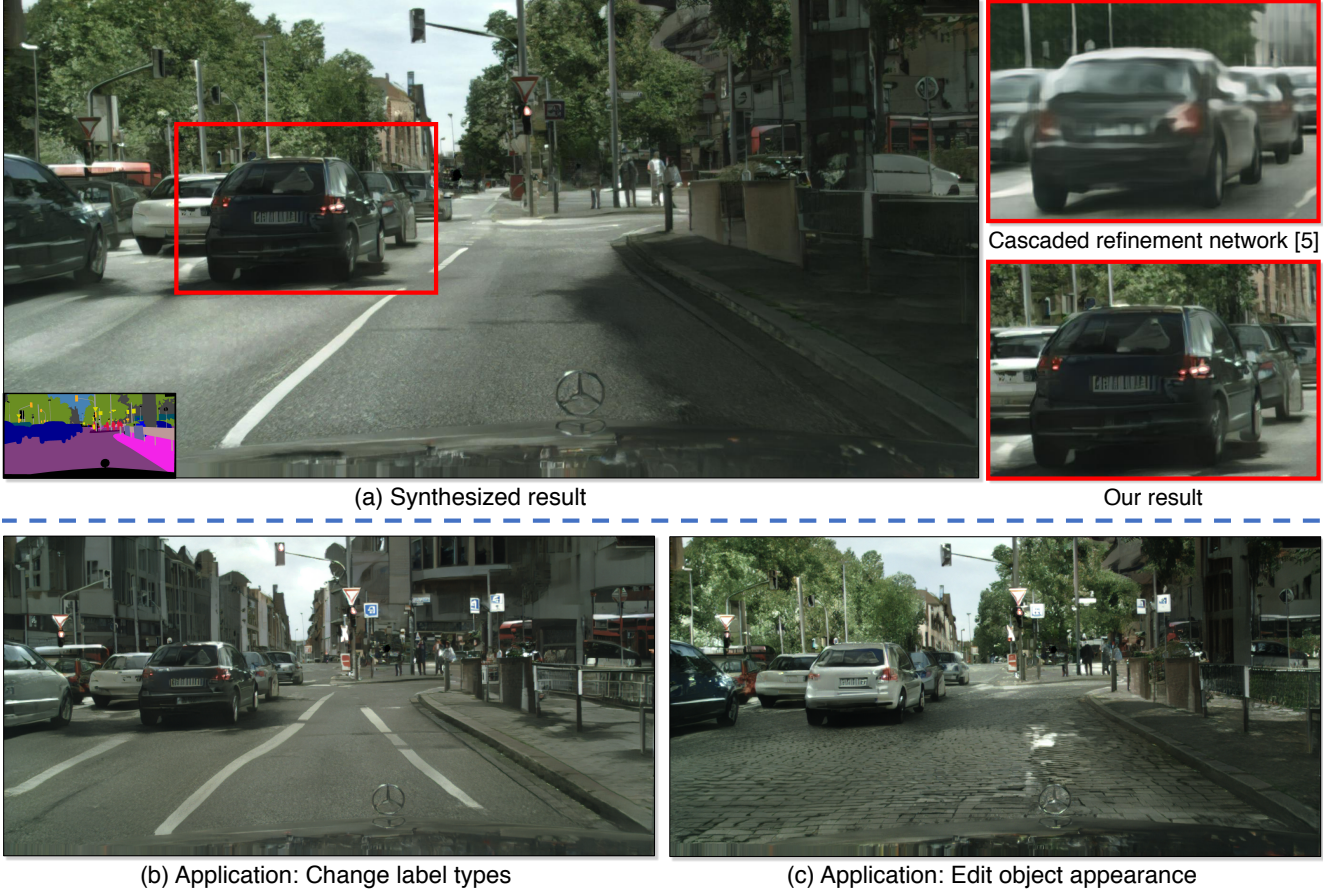 Cascaded refinement network [5]
(a) Synthesized result
Our result
(b) Application: Change label types
(c) Application: Edit object appearance